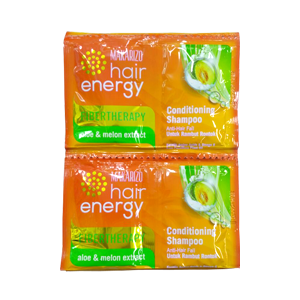 MAKARIZO
hair
energy
FIBERTHERAPY
aloe & melon extract
Conditioning
Shampoo
Anti-Hair Fall
Untuk Rambut Rontok
MAKARIZO
hair
energy
FIBERTHERAPY
aloe & melon extract
Conditioning
Shampoo
Anti-Hair Fall
Untuk Rambut Rontok